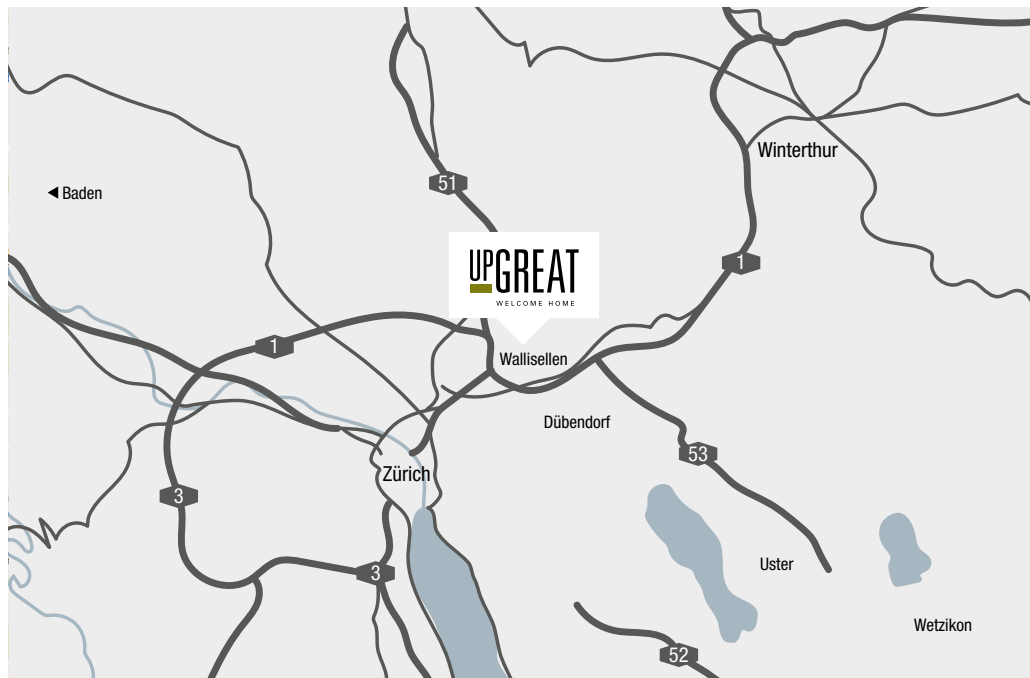 Winterthur
51
Baden
1
UPGREAT
WELCOME HOME
1
Wallisellen
Dübendorf
53
Zürich
3
Uster
3
Wetzikon
52